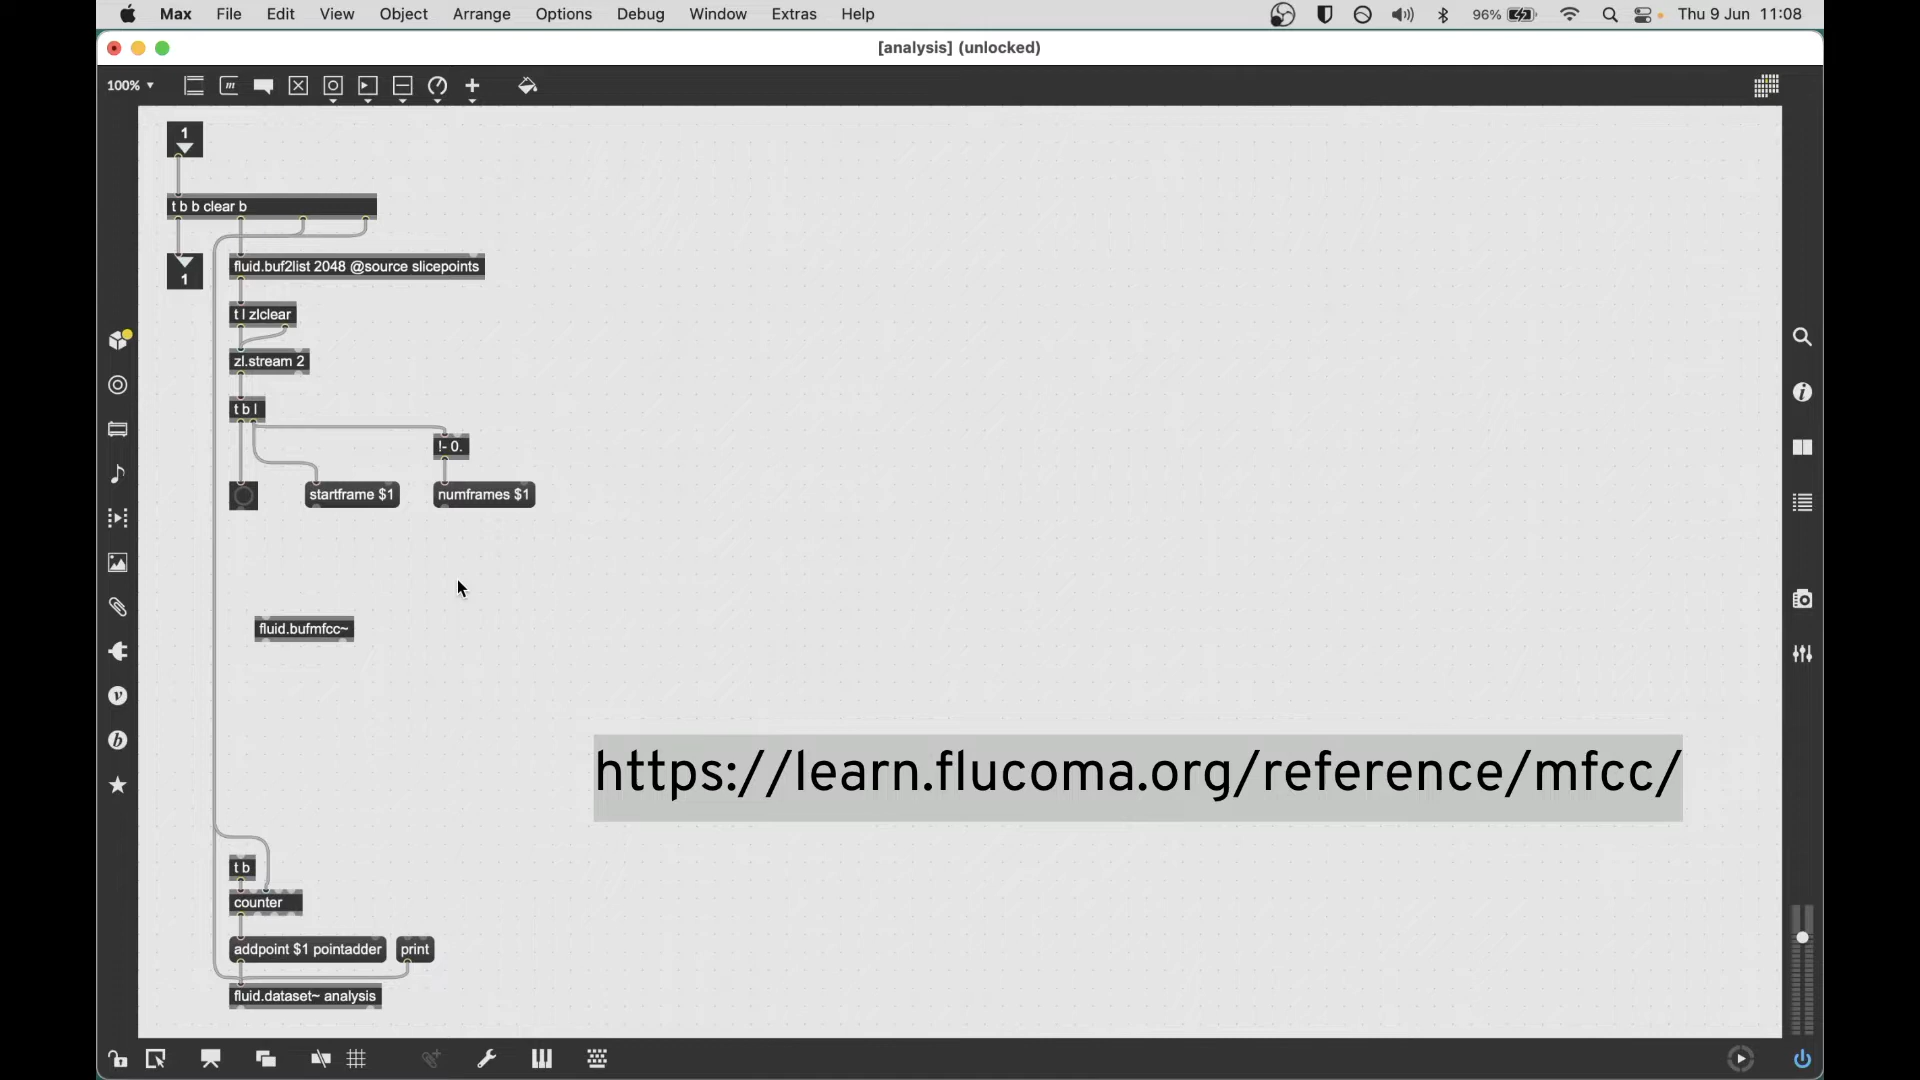 Max File Edit View Object Arrange Options Debug Window Extras Help 96% Thu 9 Jun 11:08
[analysis] (unlocked)
100%
1
t b b clear b
1
fluid.buf2list 2048 @source slicepoints
t l zlclear
zl.stream 2
t b l
!- 0.
startframe $1
numframes $1
fluid.bufmfcc~
https://learn.flucoma.org/reference/mfcc/
t b
counter
addpoint $1 pointadder
print
fluid.dataset~ analysis